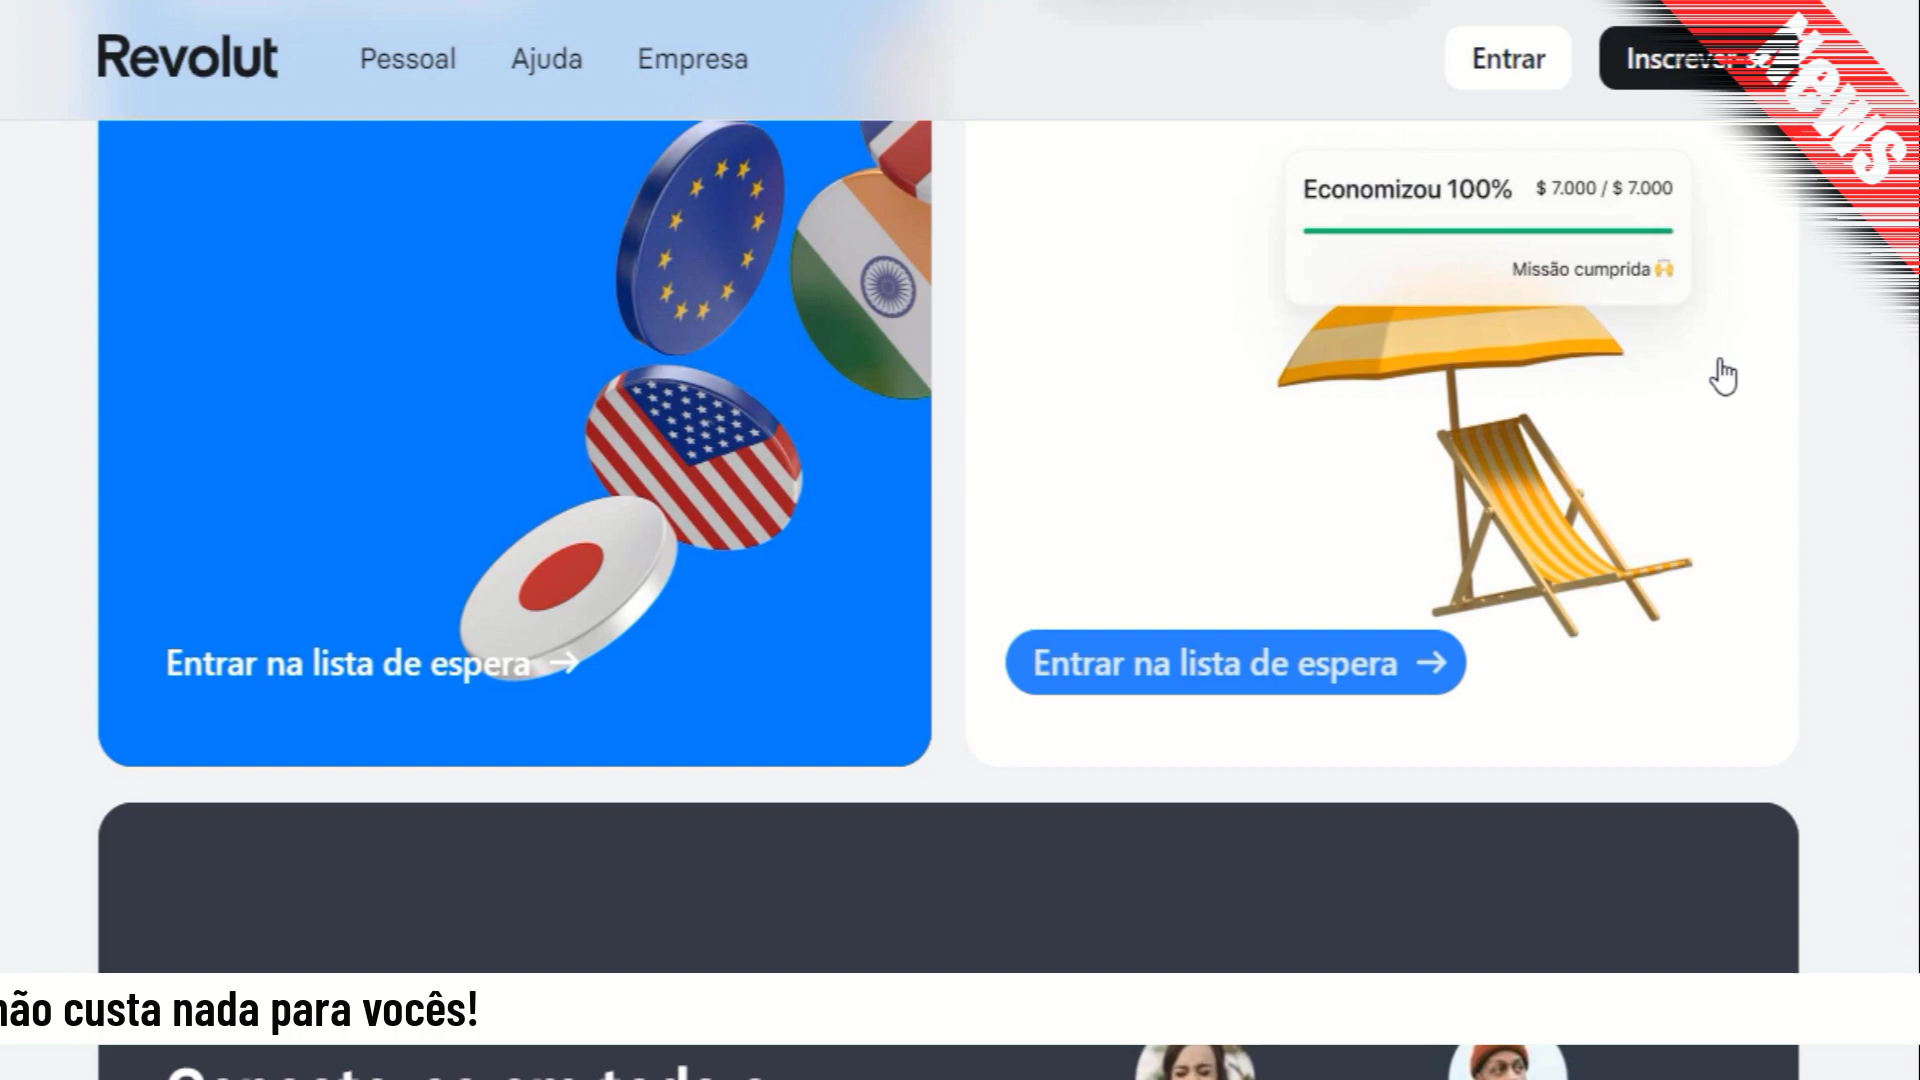 Revolut
Pessoal
Ajuda
Empresa
Entrar
News
Economizou 100%
$ 7.000 / $ 7.000
Missão cumprida
Entrar na lista de espera →
Entrar na lista de espera →
não custa nada para vocês!